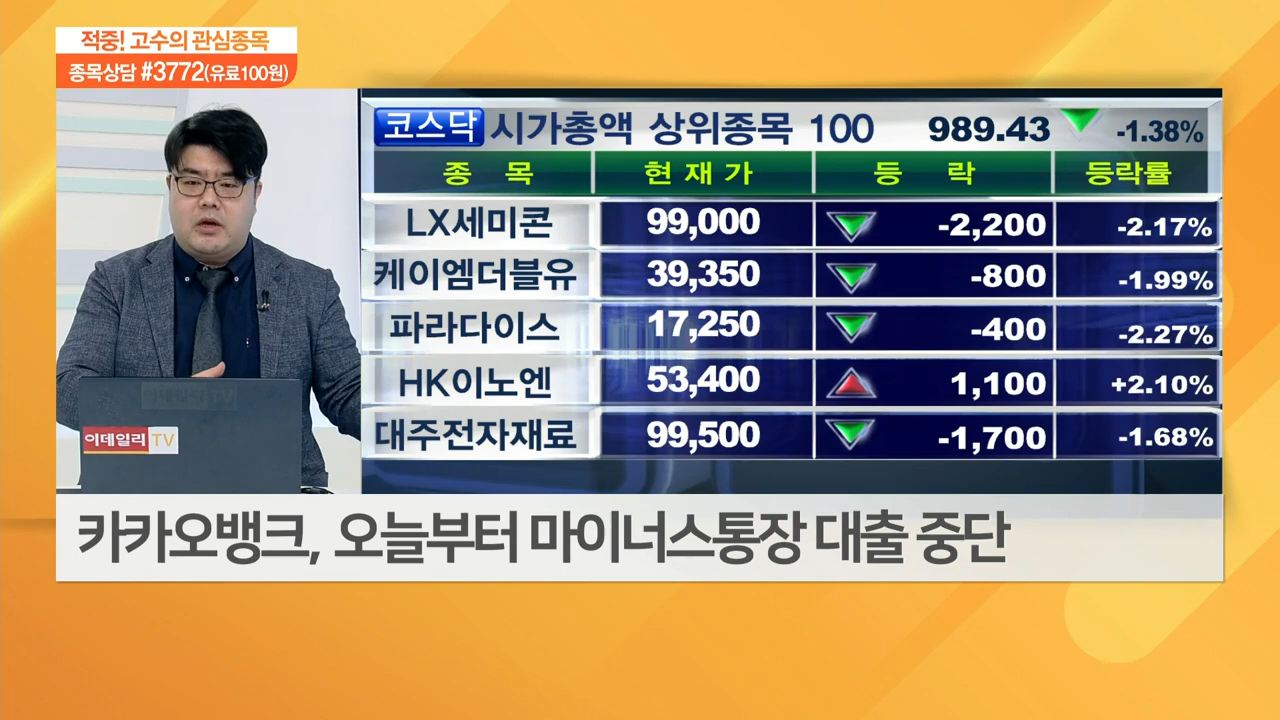 적중! 고수의 관심종목
종목상담 #3772(유료100원)
코스닥 시가총액 상위종목 100 989.43 -1.38%
종 목 현 재 가 등 락 등락률
LX세미콘 99,000 -2,200 -2.17%
케이엠더블유 39,350 -800 -1.99%
파라다이스 17,250 -400 -2.27%
HK이노엔 53,400 1,100 +2.10%
대주전자재료 99,500 -1,700 -1.68%
이데일리TV
이데일리TV
카카오뱅크, 오늘부터 마이너스통장 대출 중단